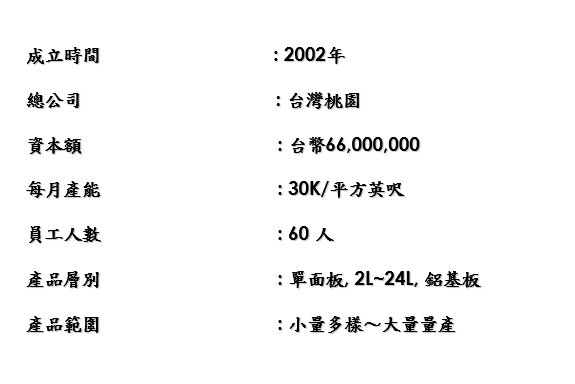 成立時間 : 2002年
總公司 : 台灣桃園
資本額 : 台幣66,000,000
每月產能 : 30K/平方英呎
員工人數 : 60 人
產品層別 : 單面板, 2L~24L, 鋁基板
產品範圍 : 小量多樣～大量量產